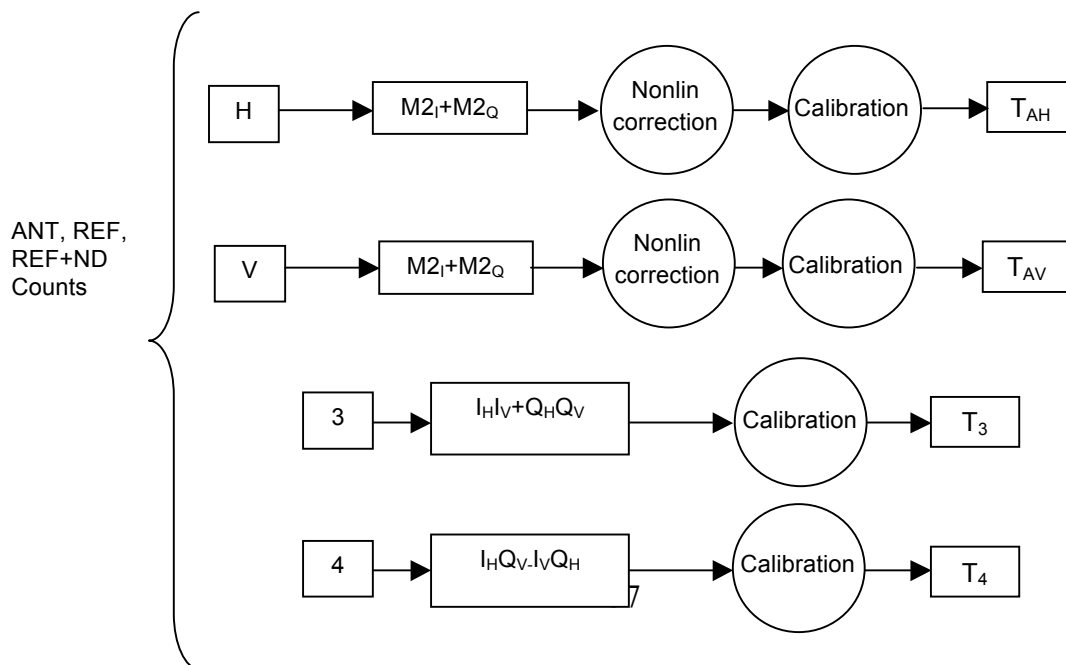 H
M2I+M2Q
Nonlin
correction
Calibration
TAH
ANT, REF,
REF+ND
Counts
V
M2I+M2Q
Nonlin
correction
Calibration
TAV
3
IHIV+QHQV
Calibration
T3
4
IHQV-IVQH
Calibration
T4